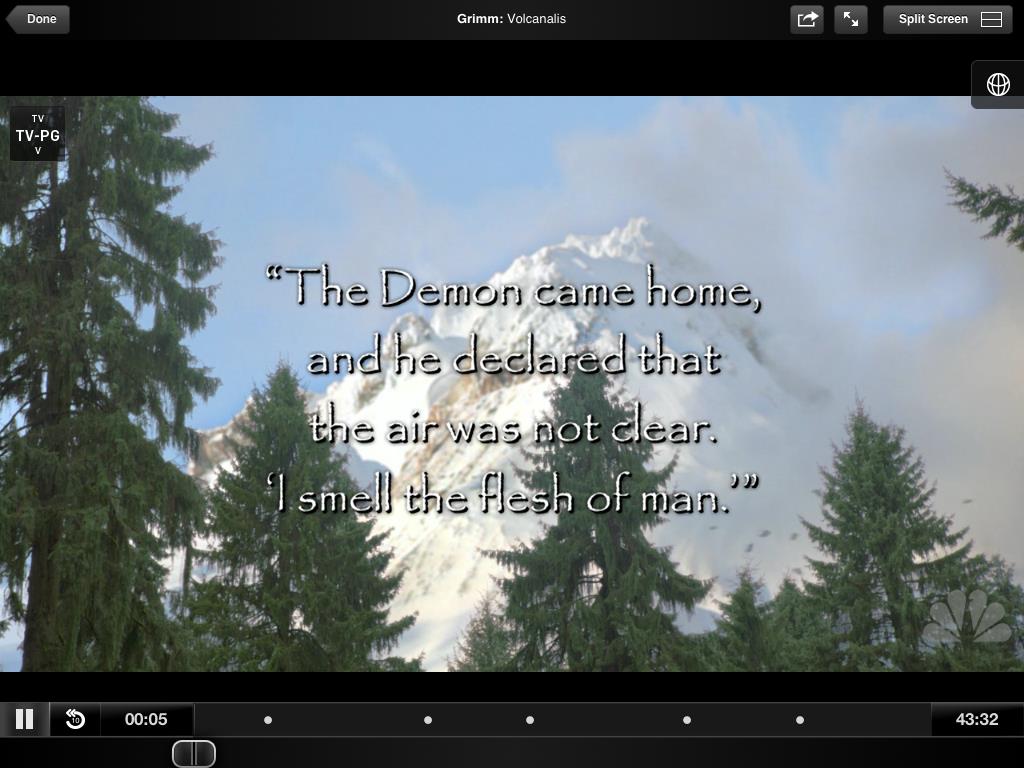 Done
Grimm: Volcanalis
Split Screen
TV
TV-PG
V
“The Demon came home,
and he declared that
the air was not clear.
‘I smell the flesh of man.’”
10
00:05
43:32